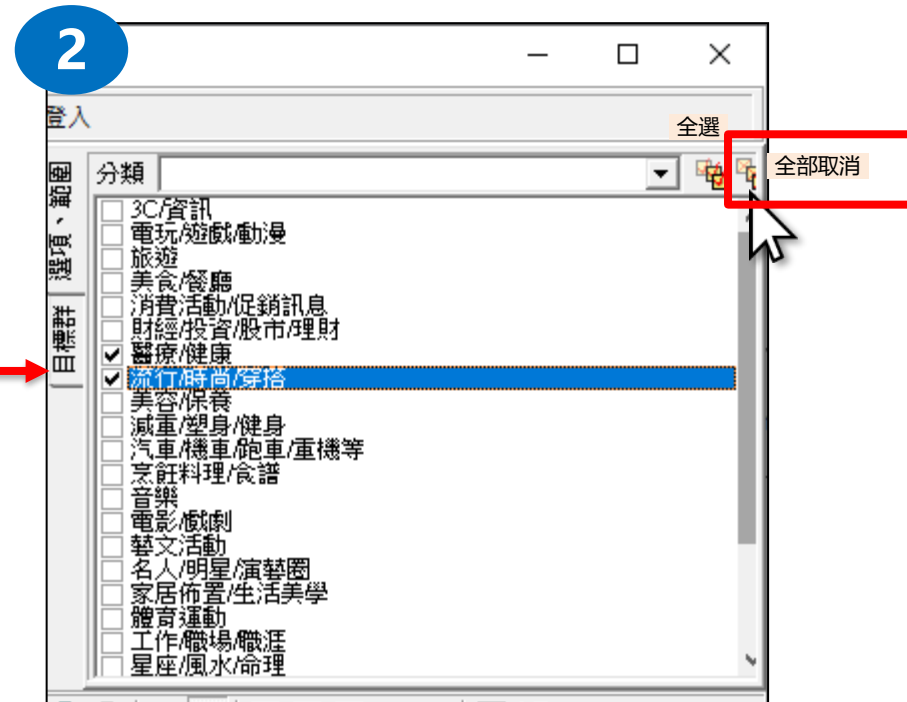 2
登入
全選
全部取消
選項、範圍
目標群
分類
3C/資訊
電玩/遊戲/動漫
旅遊
美食/餐廳
消費活動/促銷訊息
財經/投資/股市/理財
醫療/健康
流行/時尚/穿搭
美容/保養
減重/塑身/健身
汽車/機車/跑車/重機等
烹飪料理/食譜
音樂
電影/戲劇
藝文活動
名人/明星/演藝圈
家居佈置/生活美學
體育運動
工作/職場/職涯
星座/風水/命理